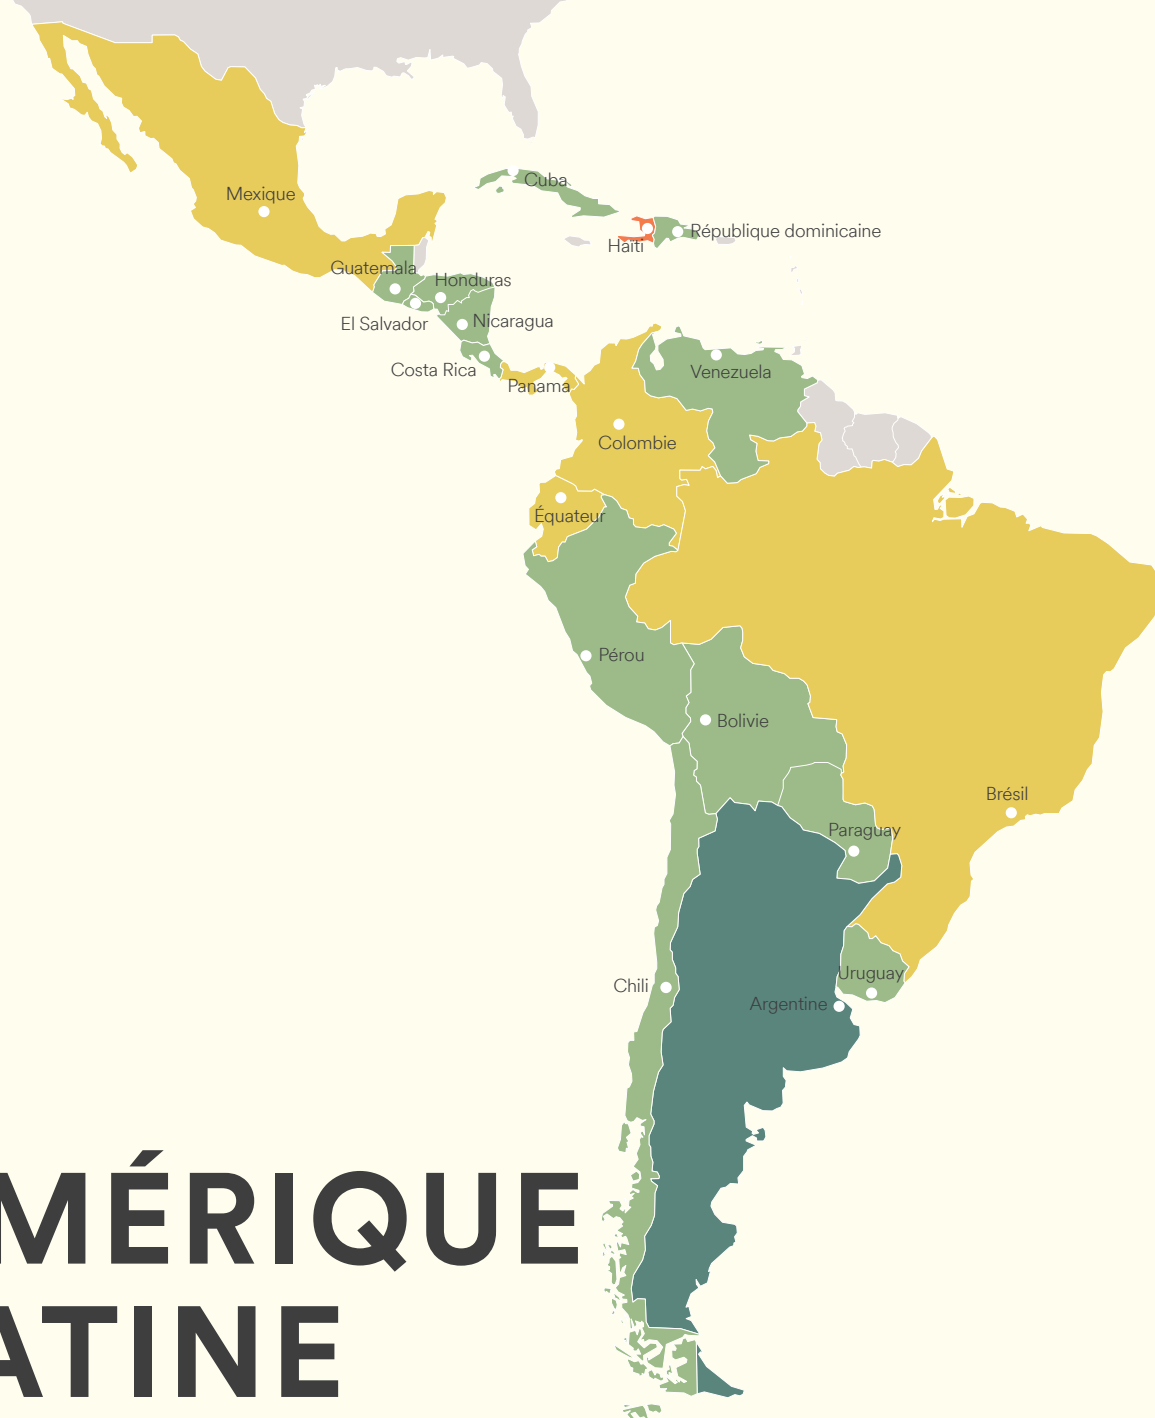 Mexique
Cuba
République dominicaine
Haïti
Guatemala
Honduras
El Salvador
Nicaragua
Costa Rica
Panama
Venezuela
Colombie
Équateur
Pérou
Bolivie
Brésil
Paraguay
Uruguay
Chili
Argentine
MÉRIQUE
ATINE